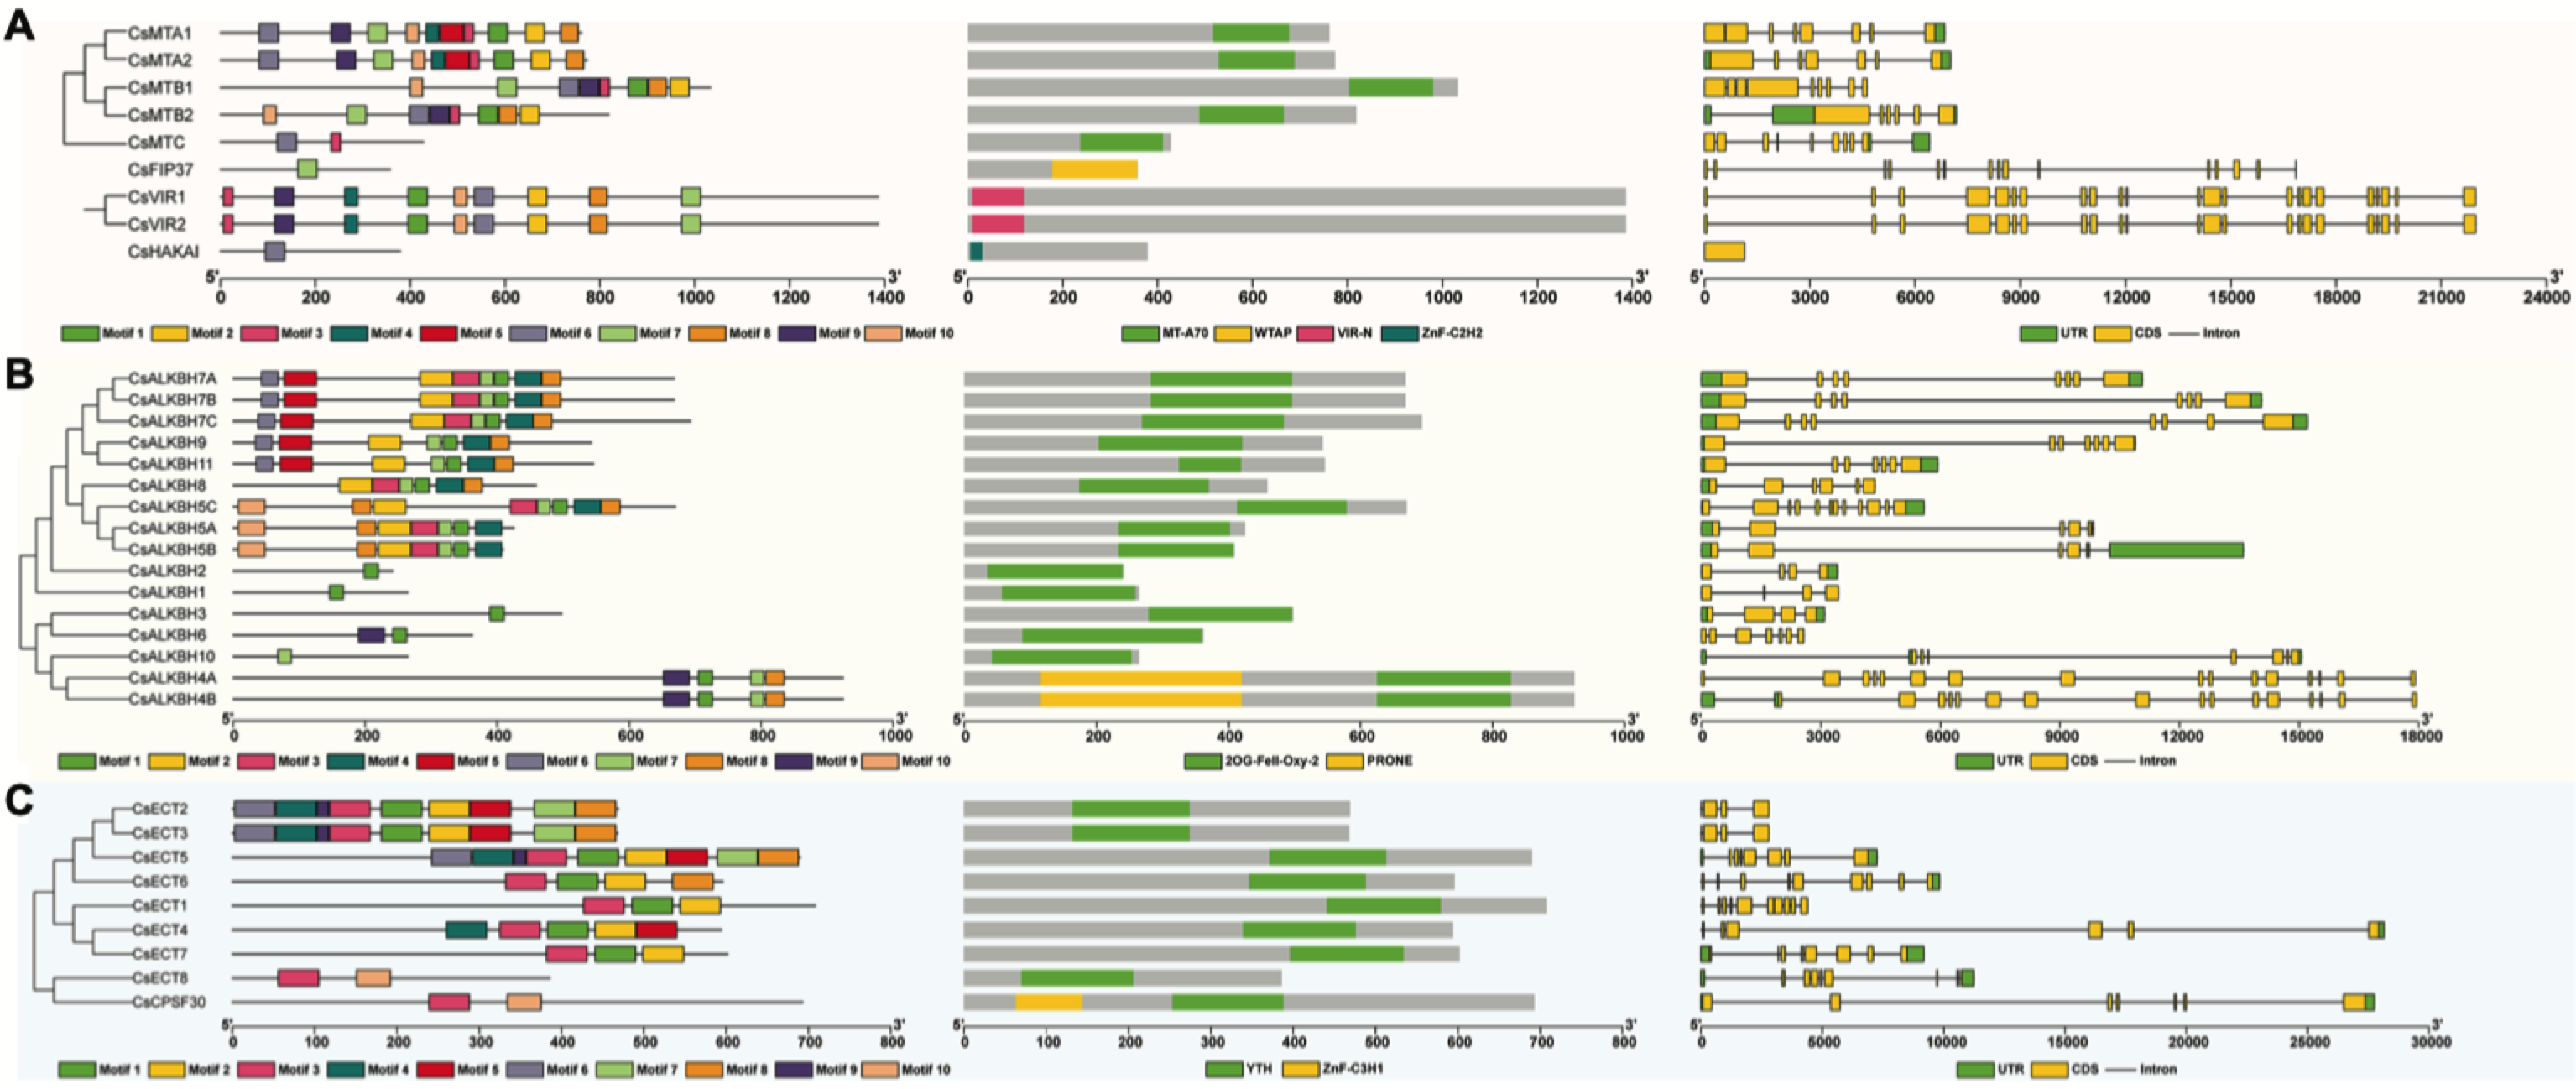 A
CsMTA1
CsMTA2
CsMTB1
CsMTB2
CsMTC
CsFIP37
CsVIR1
CsVIR2
CsHAKAI
5' 3' 5' 3' 5' 3'
0 200 400 600 800 1000 1200 1400 0 200 400 600 800 1000 1200 1400 0 3000 6000 9000 12000 15000 18000 21000 24000
Motif 1 Motif 2 Motif 3 Motif 4 Motif 5 Motif 6 Motif 7 Motif 8 Motif 9 Motif 10 MT-A70 WTAP VIR-N ZnF-C2H2 UTR CDS Intron
B
CsALKBH7A
CsALKBH7B
CsALKBH7C
CsALKBH9
CsALKBH11
CsALKBH8
CsALKBH5C
CsALKBH5A
CsALKBH5B
CsALKBH2
CsALKBH1
CsALKBH3
CsALKBH6
CsALKBH10
CsALKBH4A
CsALKBH4B
5' 3' 5' 3' 5' 3'
0 200 400 600 800 1000 0 200 400 600 800 1000 0 3000 6000 9000 12000 15000 18000
Motif 1 Motif 2 Motif 3 Motif 4 Motif 5 Motif 6 Motif 7 Motif 8 Motif 9 Motif 10 2OG-FeII-Oxy-2 PRONE UTR CDS Intron
C
CsECT2
CsECT3
CsECT5
CsECT6
CsECT1
CsECT4
CsECT7
CsECT8
CsCPSF30
5' 3' 5' 3' 5' 3'
0 100 200 300 400 500 600 700 800 0 100 200 300 400 500 600 700 800 0 5000 10000 15000 20000 25000 30000
Motif 1 Motif 2 Motif 3 Motif 4 Motif 5 Motif 6 Motif 7 Motif 8 Motif 9 Motif 10 YTH ZnF-C3H1 UTR CDS Intron